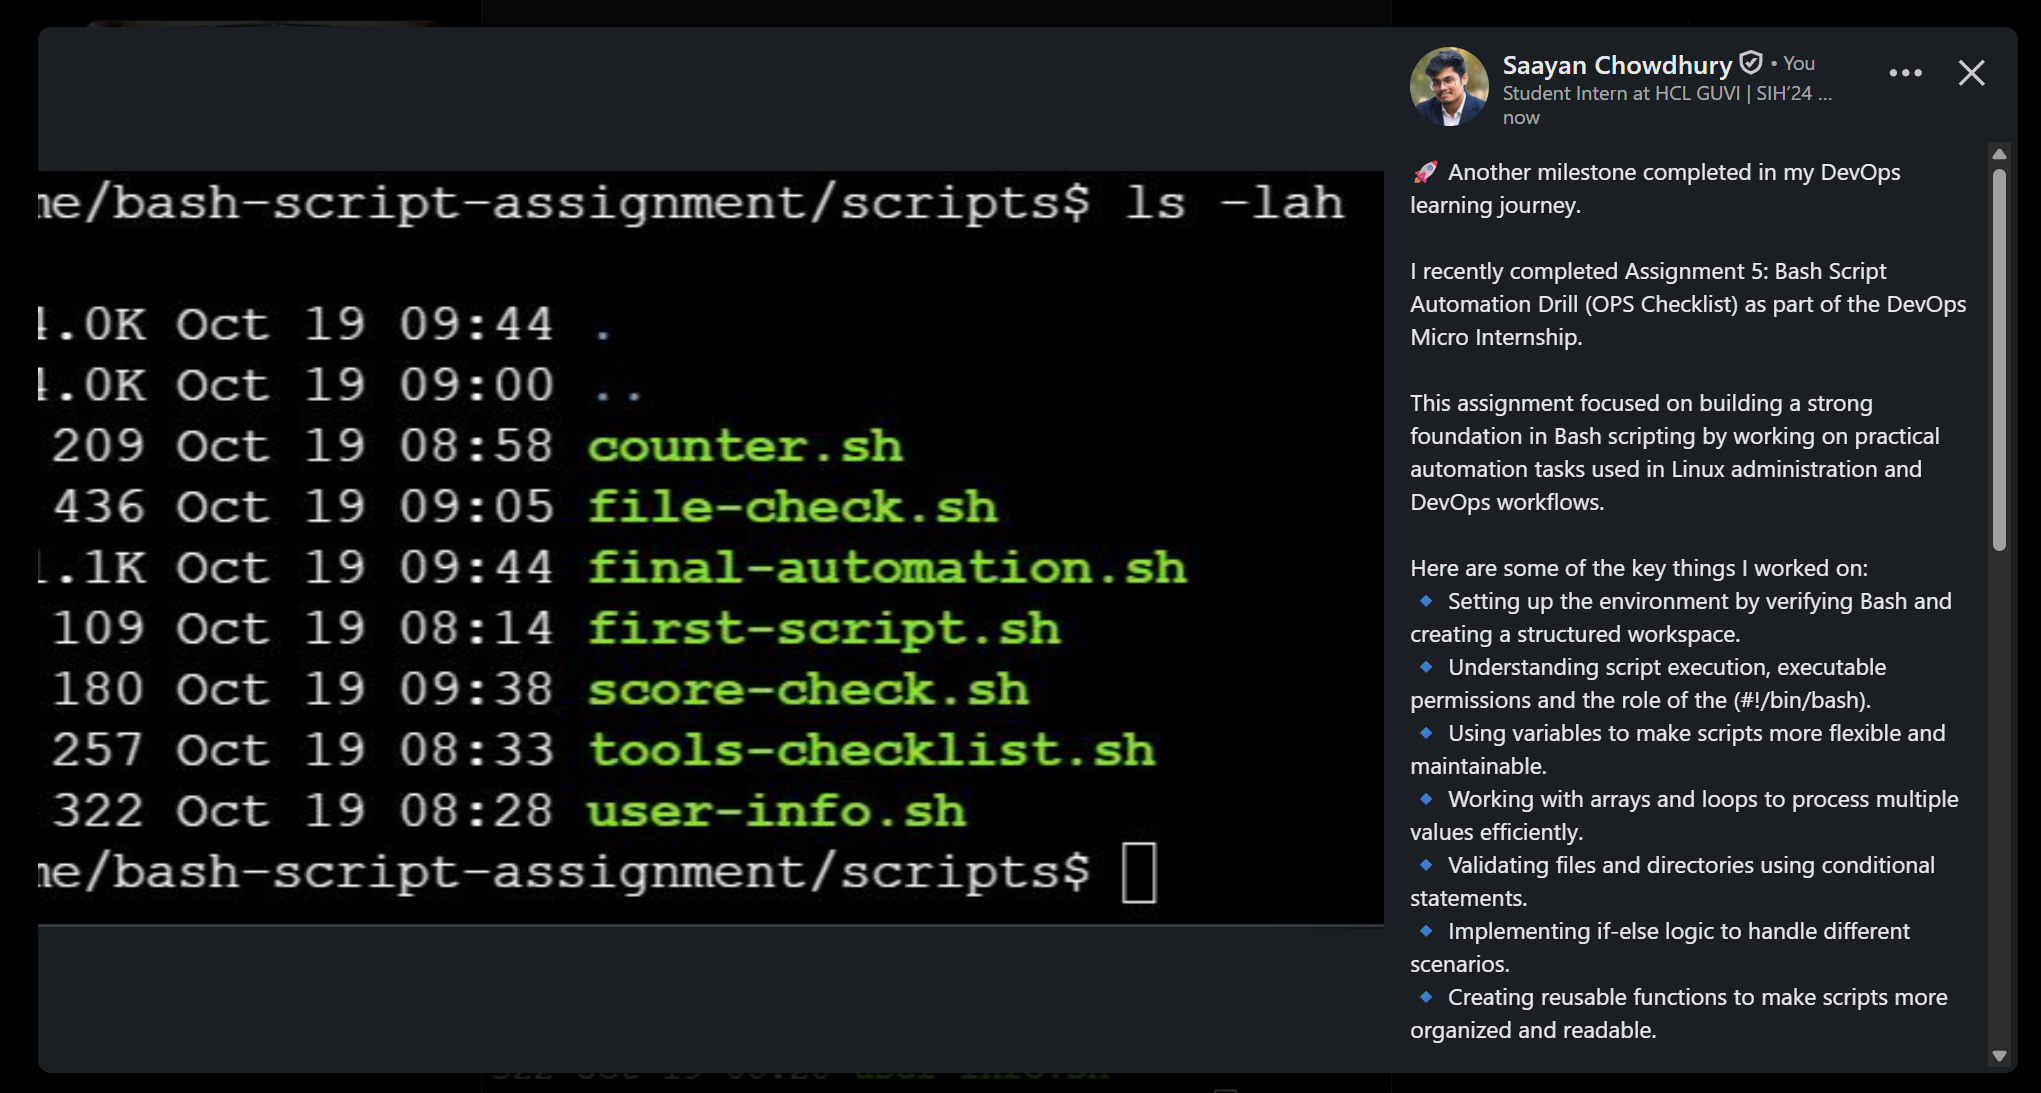 me/bash-script-assignment/scripts$ ls -lah
4.0K Oct 19 09:44 .
4.0K Oct 19 09:00 ..
209 Oct 19 08:58 counter.sh
436 Oct 19 09:05 file-check.sh
1.1K Oct 19 09:44 final-automation.sh
109 Oct 19 08:14 first-script.sh
180 Oct 19 09:38 score-check.sh
257 Oct 19 08:33 tools-checklist.sh
322 Oct 19 08:28 user-info.sh
me/bash-script-assignment/scripts$
Saayan Chowdhury • You
Student Intern at HCL GUVI | SIH'24 ...
now
🚀 Another milestone completed in my DevOps
learning journey.
I recently completed Assignment 5: Bash Script
Automation Drill (OPS Checklist) as part of the DevOps
Micro Internship.
This assignment focused on building a strong
foundation in Bash scripting by working on practical
automation tasks used in Linux administration and
DevOps workflows.
Here are some of the key things I worked on:
🔹 Setting up the environment by verifying Bash and
creating a structured workspace.
🔹 Understanding script execution, executable
permissions and the role of the (#!/bin/bash).
🔹 Using variables to make scripts more flexible and
maintainable.
🔹 Working with arrays and loops to process multiple
values efficiently.
🔹 Validating files and directories using conditional
statements.
🔹 Implementing if-else logic to handle different
scenarios.
🔹 Creating reusable functions to make scripts more
organized and readable.